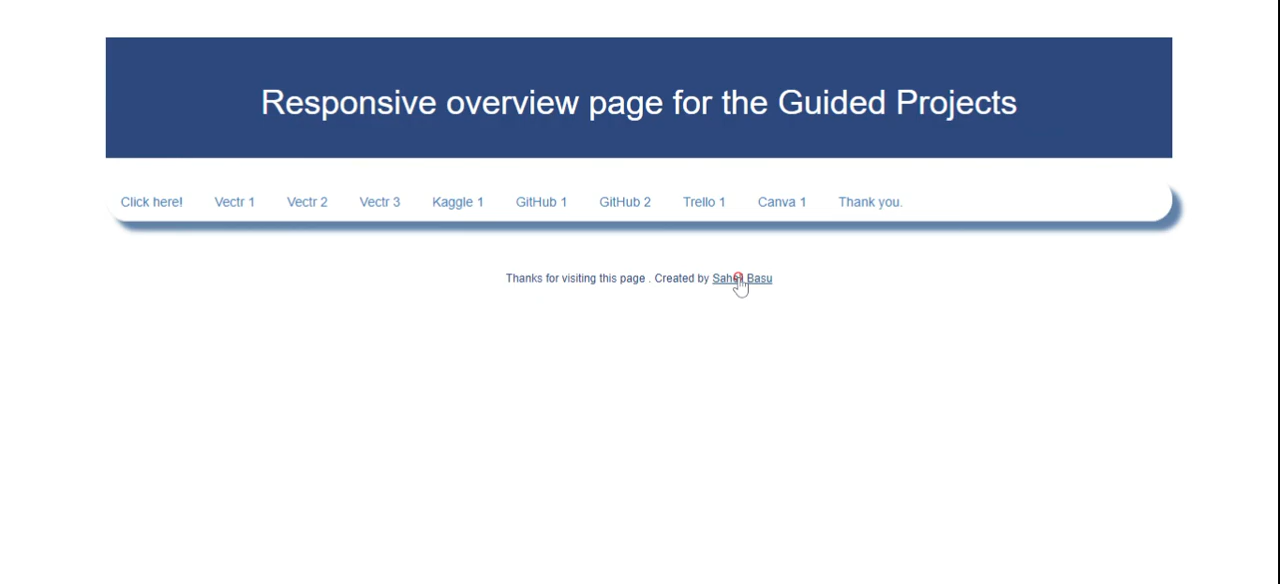 Responsive overview page for the Guided Projects
Click here! Vectr 1 Vectr 2 Vectr 3 Kaggle 1 GitHub 1 GitHub 2 Trello 1 Canva 1 Thank you.
Thanks for visiting this page . Created by Basu